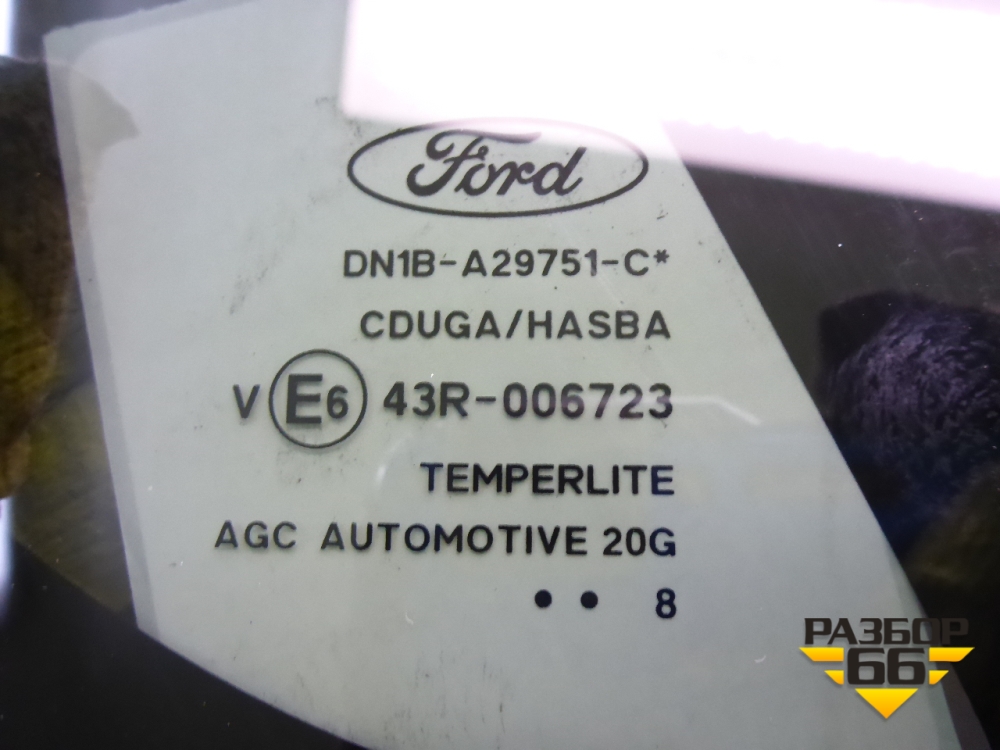 Ford
DN1B-A29751-C*
CDUGA/HASBA
V E6 43R-006723
TEMPERLITE
AGC AUTOMOTIVE 20G
•• 8
РАЗБОР
66